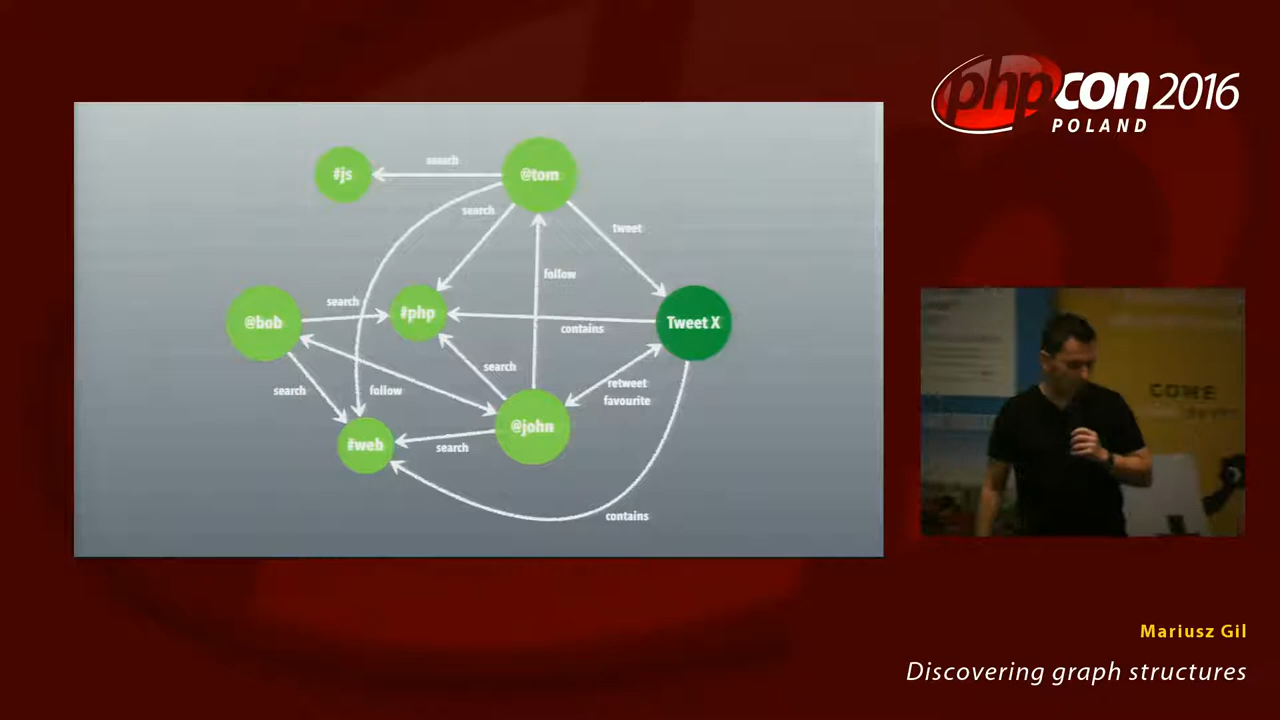 phpcon 2016
POLAND
search
#js
@tom
search
tweet
follow
search
#php
@bob
Tweet X
contains
search
search
follow
retweet
favourite
@john
#web
search
contains
COME
Mariusz Gil
Discovering graph structures